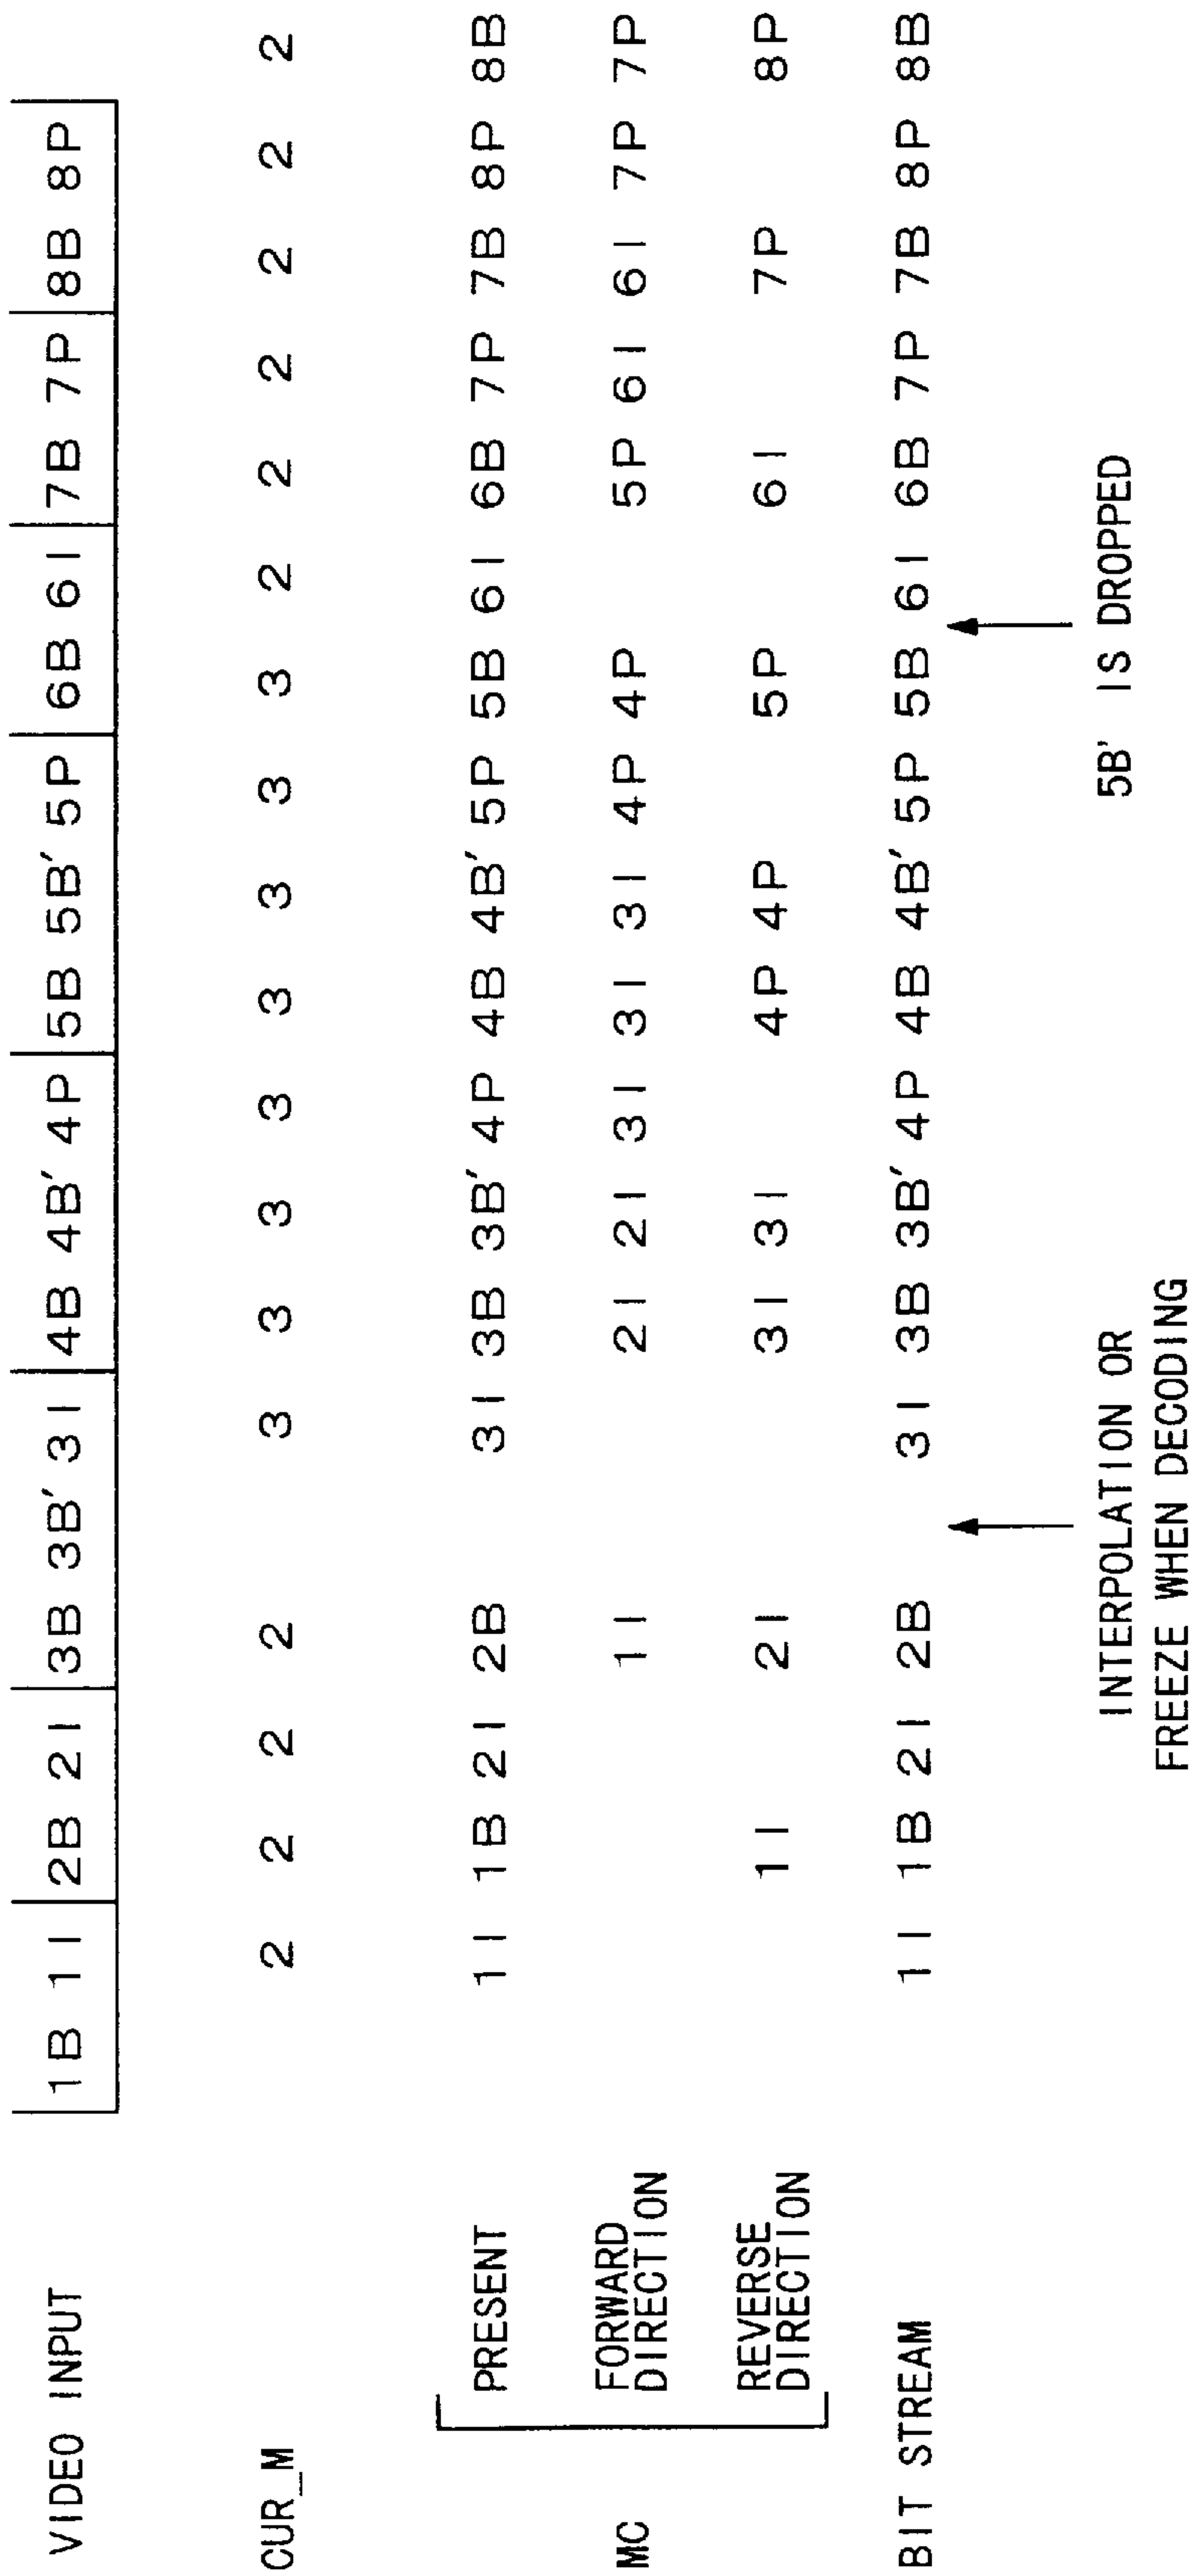 VIDEO INPUT 1B 1I 2B 2I 3B 3B' 3I 4B 4B' 4P 5B 5B' 5P 6B 6I 7B 7P 8B 8P
CUR_M 2 2 2 2 3 3 3 3 3 3 3 3 2 2 2 2 2 2
MC
PRESENT 1I 1B 2I 2B 3I 3B 3B' 4P 4B 4B' 5P 5B 6I 6B 7P 7B 8P 8B
FORWARD
DIRECTION 1I 2I 2I 3I 3I 3I 4P 4P 5P 6I 6I 7P 7P
REVERSE
DIRECTION 1I 2I 3I 3I 4P 4P 5P 6I 7P 8P
BIT STREAM 1I 1B 2I 2B 3I 3B 3B' 4P 4B 4B' 5P 5B 6I 6B 7P 7B 8P 8B
INTERPOLATION OR
FREEZE WHEN DECODING
5B' IS DROPPED